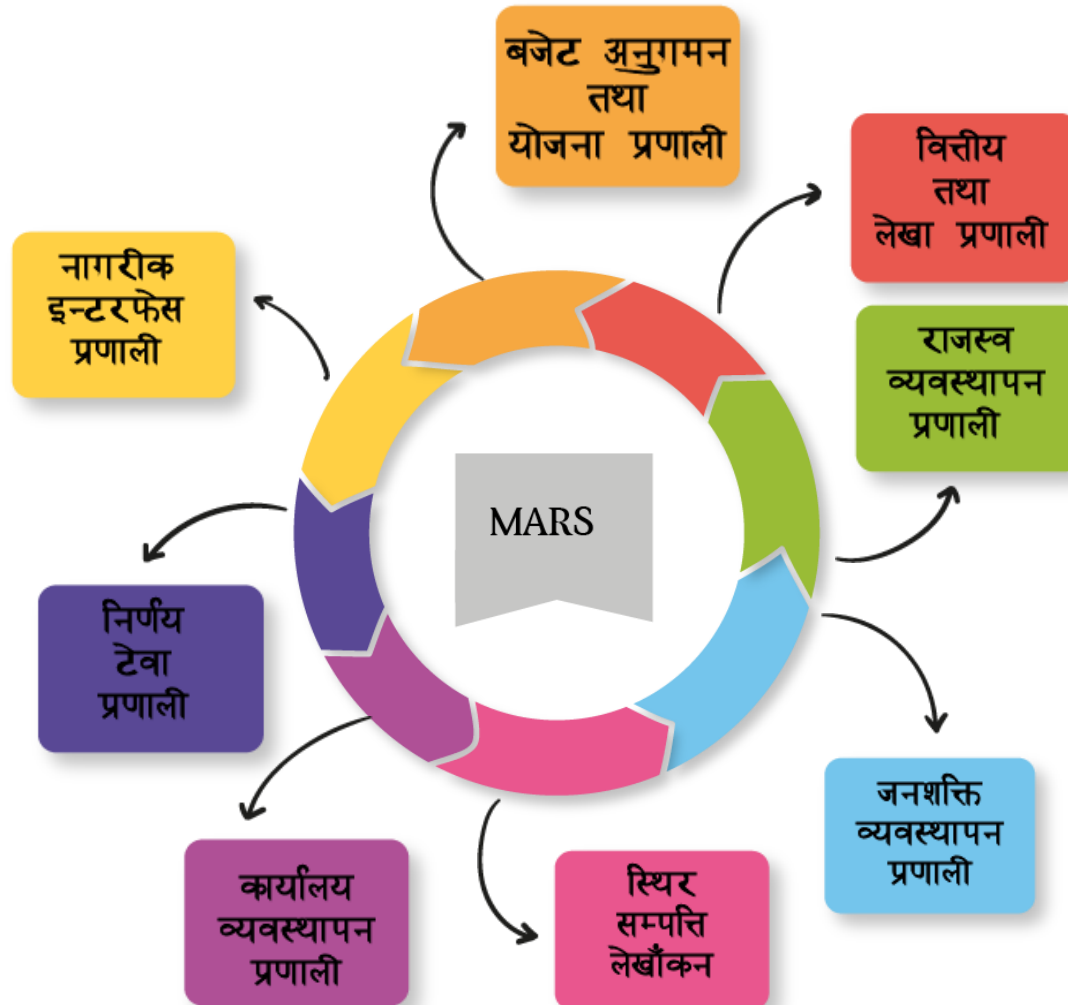 बजेट अनुगमन
तथा
योजना प्रणाली
वित्तीय
तथा
लेखा प्रणाली
राजस्व
व्यवस्थापन
प्रणाली
जनशक्ति
व्यवस्थापन
प्रणाली
स्थिर
सम्पत्ति
लेखाँकन
कार्यालय
व्यवस्थापन
प्रणाली
निर्णय
टेवा
प्रणाली
नागरीक
इन्टरफेस
प्रणाली
MARS